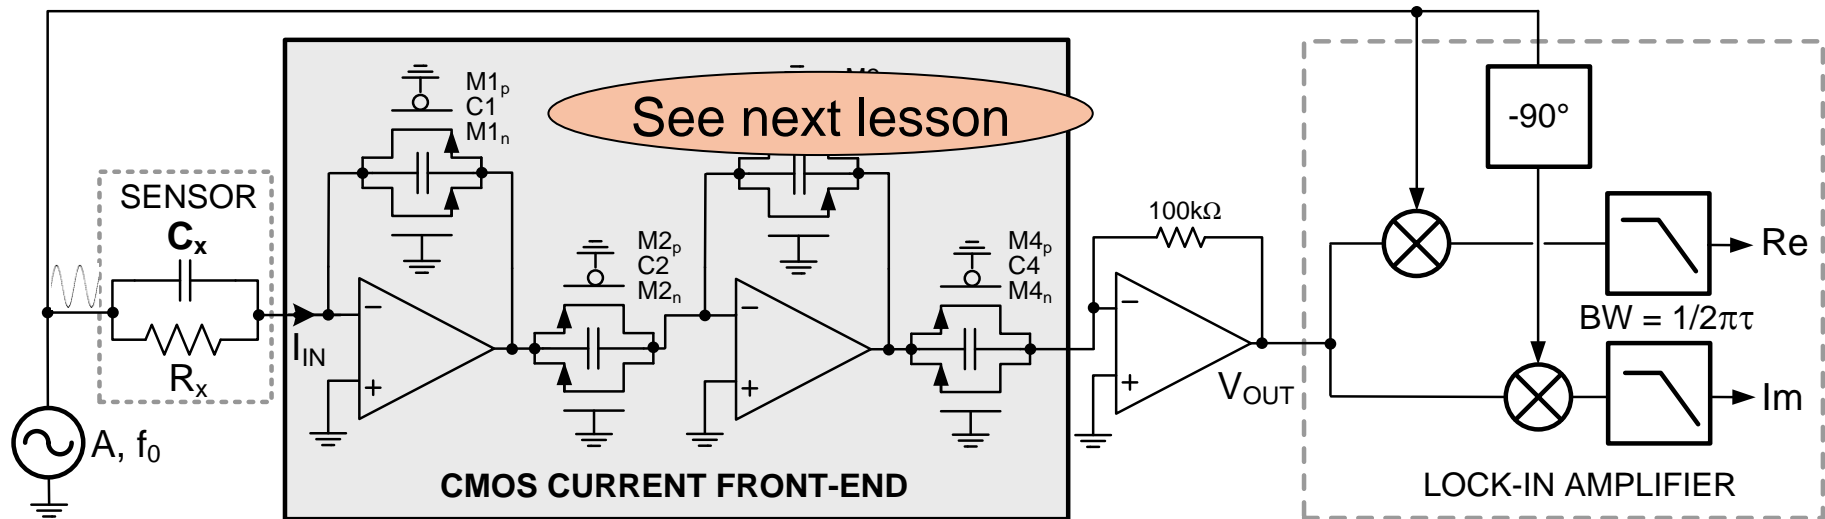 M1p
C1
M1n
See next lesson
-90°
SENSOR
Cx
Rx
IIN
M2p
C2
M2n
M4p
C4
M4n
100kΩ
Re
BW = 1/2πτ
VOUT
Im
A, f0
CMOS CURRENT FRONT-END
LOCK-IN AMPLIFIER